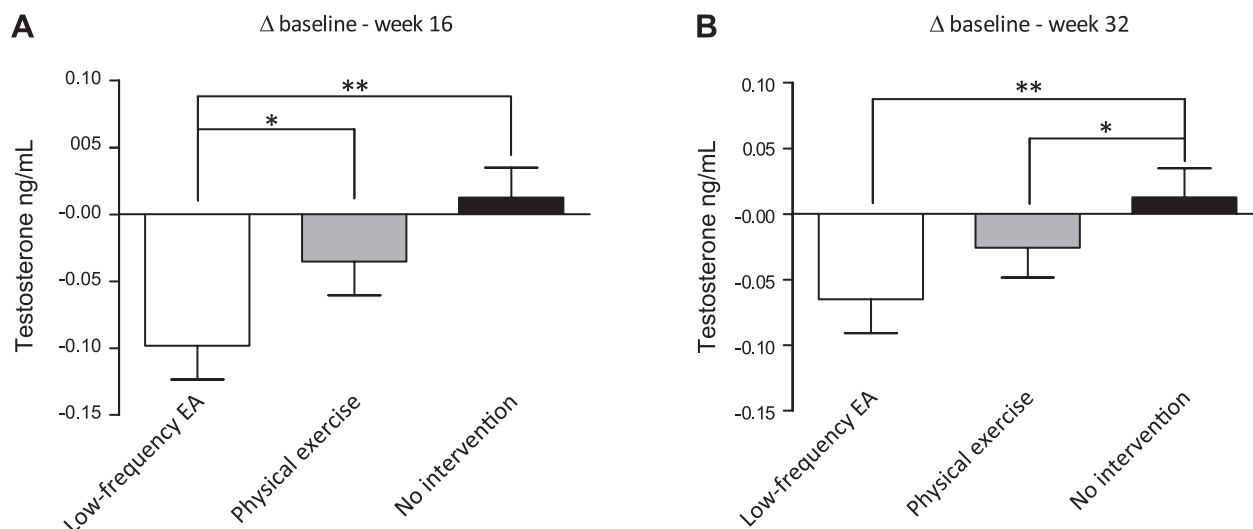 A
Δ baseline - week 16
Testosterone ng/mL
0.10
005
-0.00
-0.05
-0.10
-0.15
**
*
Low-frequency EA
Physical exercise
No intervention
B
Δ baseline - week 32
Testosterone ng/mL
0.10
0.05
-0.00
-0.05
-0.10
-0.15
**
*
Low-frequency EA
Physical exercise
No intervention